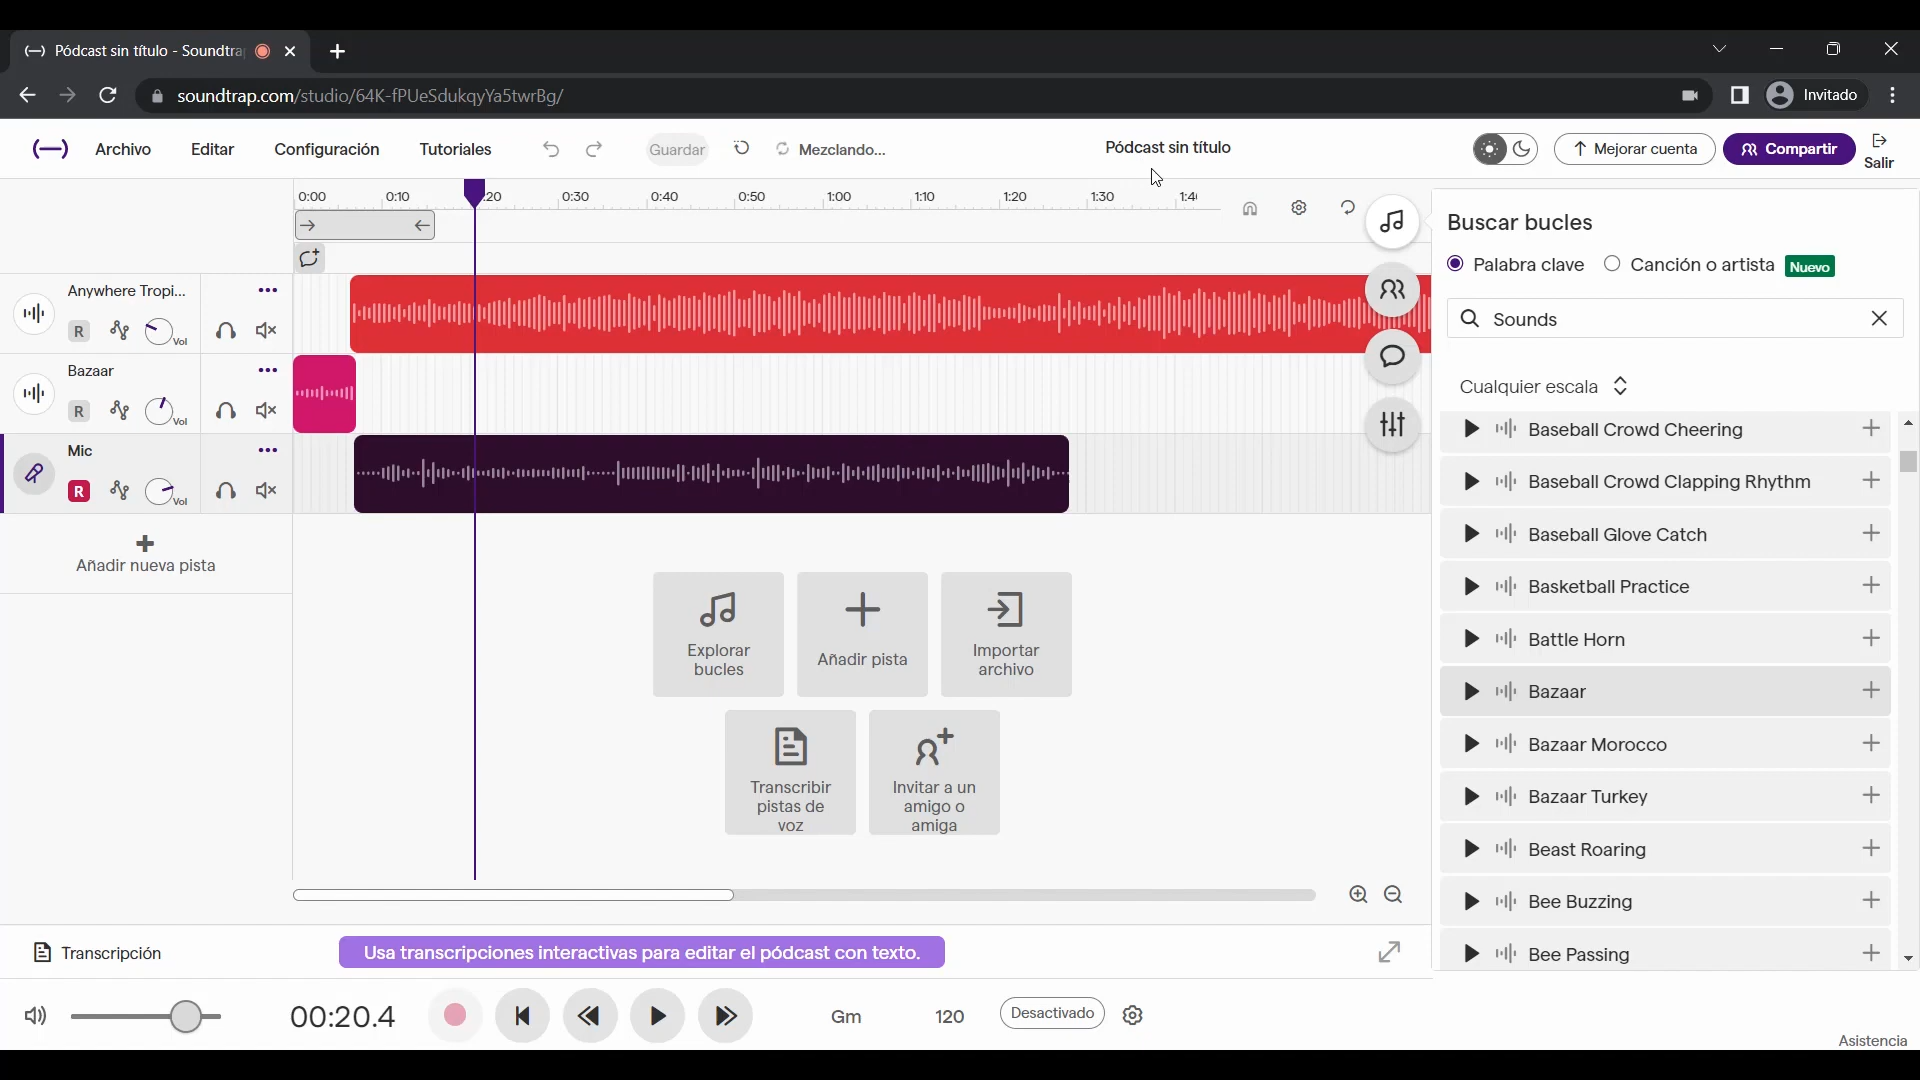 Pódcast sin título - Soundtra
soundtrap.com/studio/64K-fPUeSdukqyYa5twrBg/
Invitado
Archivo
Editar
Configuración
Tutoriales
Guardar
Mezclando...
Pódcast sin título
Mejorar cuenta
Compartir
Salir
0:00 0:10 :20 0:30 0:40 0:50 1:00 1:10 1:20 1:30 1:4
Anywhere Tropi...
R
Vol
Bazaar
R
Vol
Mic
R
Vol
Añadir nueva pista
Explorar
bucles
Añadir pista
Importar
archivo
Transcribir
pistas de
voz
Invitar a un
amigo o
amiga
Buscar bucles
Palabra clave
Canción o artista
Nuevo
Sounds
Cualquier escala
Baseball Crowd Cheering
Baseball Crowd Clapping Rhythm
Baseball Glove Catch
Basketball Practice
Battle Horn
Bazaar
Bazaar Morocco
Bazaar Turkey
Beast Roaring
Bee Buzzing
Bee Passing
Transcripción
Usa transcripciones interactivas para editar el pódcast con texto.
00:20.4
Gm
120
Desactivado
Asistencia